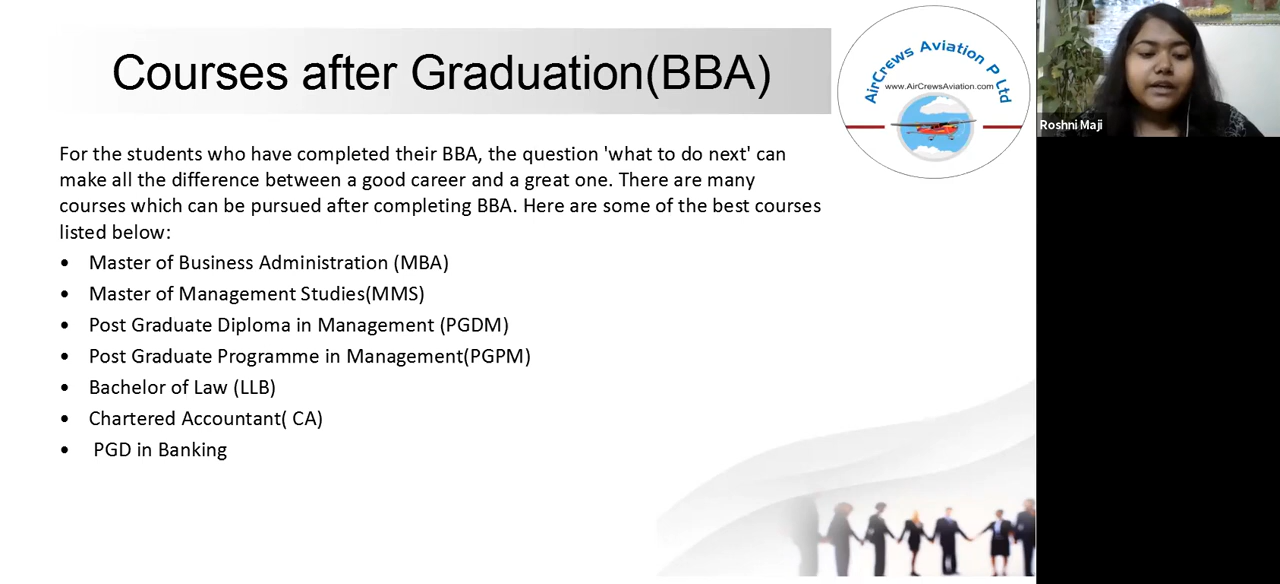 Courses after Graduation(BBA)
AirCrews Aviation P Ltd
www.AirCrewsAviation.com
Roshni Maji
For the students who have completed their BBA, the question 'what to do next' can
make all the difference between a good career and a great one. There are many
courses which can be pursued after completing BBA. Here are some of the best courses
listed below:
• Master of Business Administration (MBA)
• Master of Management Studies(MMS)
• Post Graduate Diploma in Management (PGDM)
• Post Graduate Programme in Management(PGPM)
• Bachelor of Law (LLB)
• Chartered Accountant( CA)
• PGD in Banking